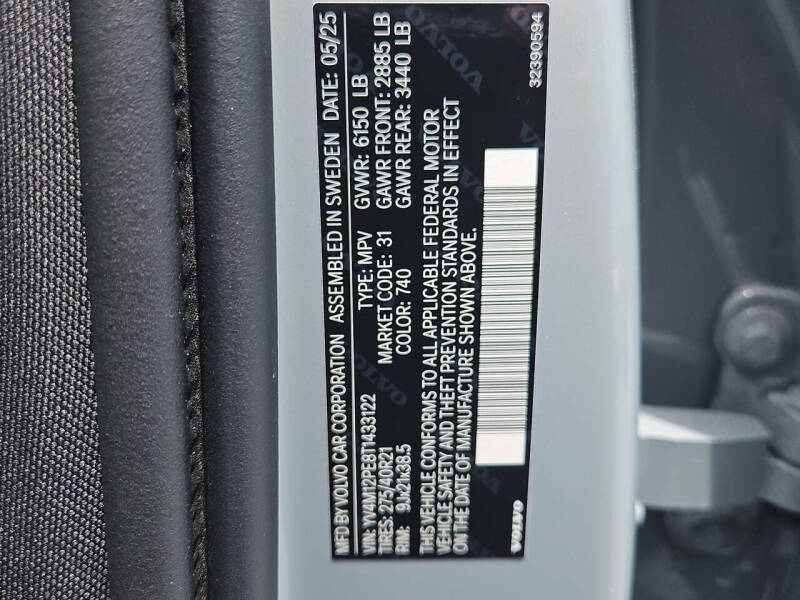 MFD BY VOLVO CAR CORPORATION ASSEMBLED IN SWEDEN DATE: 05/25
VIN: YV4M12PE8T1433122 TYPE: MPV GVWR: 6150 LB
TIRES: 275/40R21 MARKET CODE: 31 GAWR FRONT: 2885 LB
RIM: 9Jx21x38.5 COLOR: 740 GAWR REAR: 3440 LB
THIS VEHICLE CONFORMS TO ALL APPLICABLE FEDERAL MOTOR
VEHICLE SAFETY AND THEFT PREVENTION STANDARDS IN EFFECT
ON THE DATE OF MANUFACTURE SHOWN ABOVE.
VOLVO 32390594